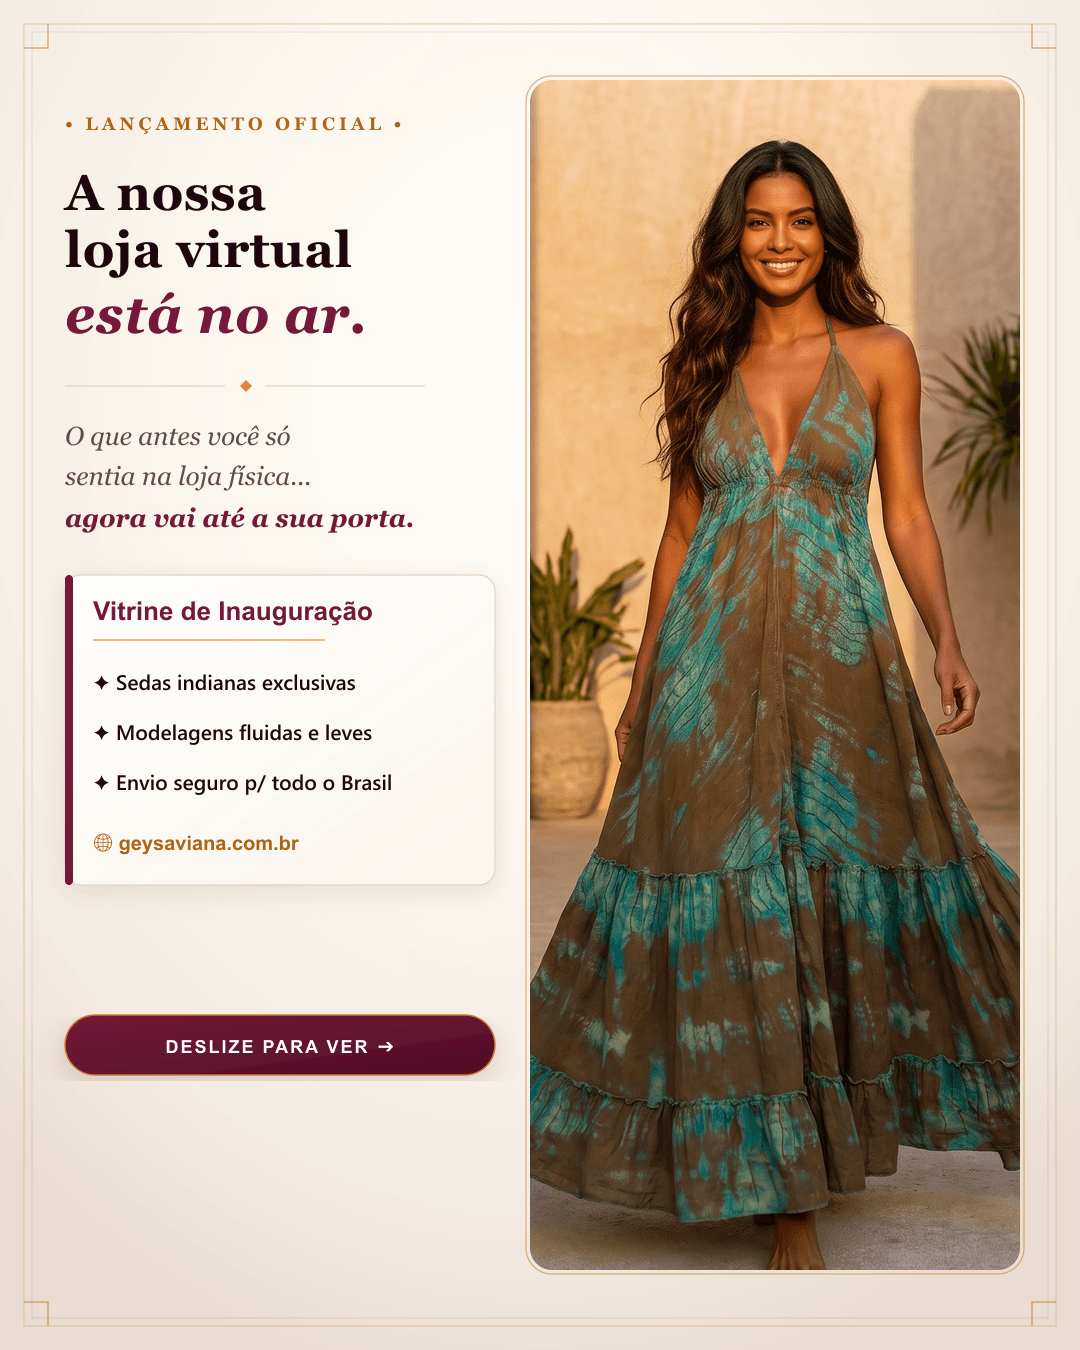 • LANÇAMENTO OFICIAL •
A nossa
loja virtual
está no ar.
O que antes você só
sentia na loja física...
agora vai até a sua porta.
Vitrine de Inauguração
✦ Sedas indianas exclusivas
✦ Modelagens fluidas e leves
✦ Envio seguro p/ todo o Brasil
geysaviana.com.br
DESLIZE PARA VER →